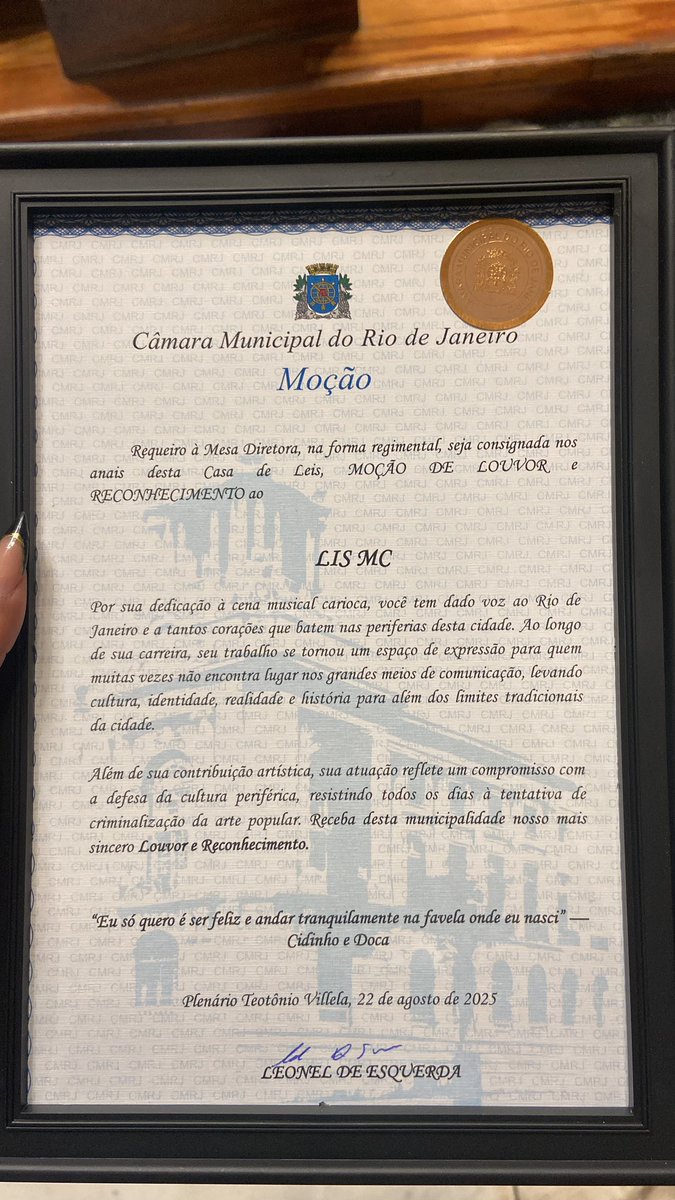 Câmara Municipal do Rio de Janeiro
Moção
Requeiro à Mesa Diretora, na forma regimental, seja consignada nos
anais desta Casa de Leis, MOÇÃO DE LOUVOR e
RECONHECIMENTO ao
LIS MC
Por sua dedicação à cena musical carioca, você tem dado voz ao Rio de
Janeiro e a tantos corações que batem nas periferias desta cidade. Ao longo
de sua carreira, seu trabalho se tornou um espaço de expressão para quem
muitas vezes não encontra lugar nos grandes meios de comunicação, levando
cultura, identidade, realidade e história para além dos limites tradicionais
da cidade.
Além de sua contribuição artística, sua atuação reflete um compromisso com
a defesa da cultura periférica, resistindo todos os dias à tentativa de
criminalização da arte popular. Receba desta municipalidade nosso mais
sincero Louvor e Reconhecimento.
“Eu só quero é ser feliz e andar tranquilamente na favela onde eu nasci” —
Cidinho e Doca
Plenário Teotônio Villela, 22 de agosto de 2025
LEONEL DE ESQUERDA